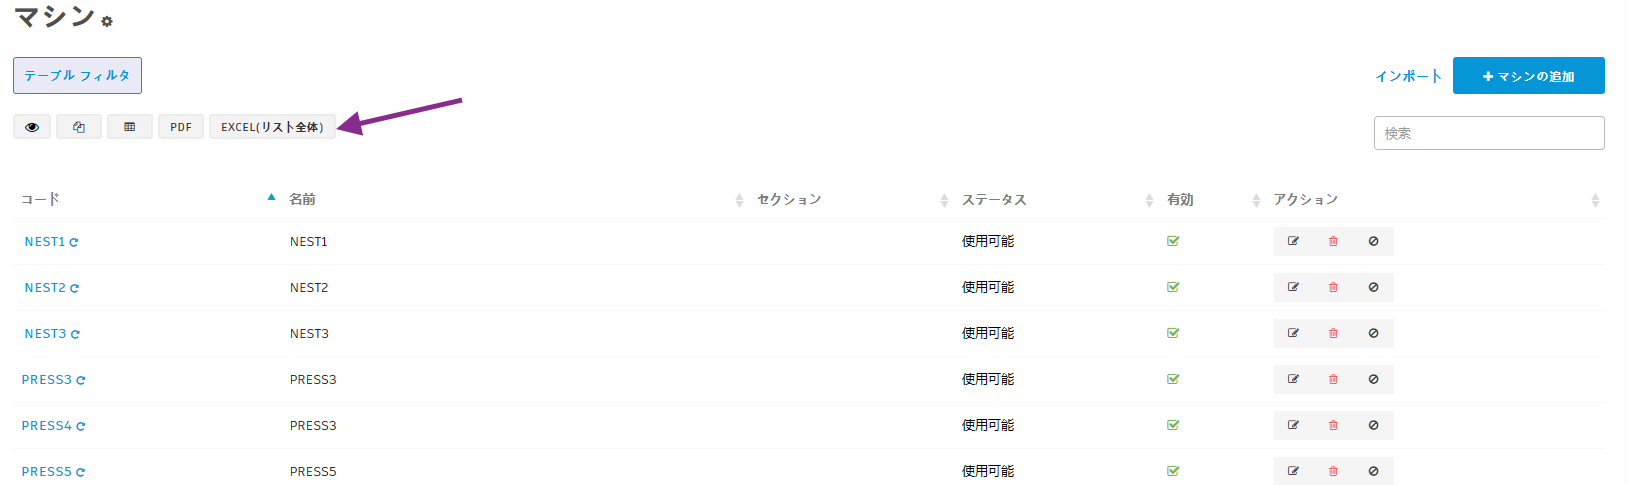 マシン
テーブル フィルタ
インポート
マシンの追加
PDF
EXCEL(リスト全体)
検索
コード 名前 セクション ステータス 有効 アクション
NEST1 NEST1 使用可能
NEST2 NEST2 使用可能
NEST3 NEST3 使用可能
PRESS3 PRESS3 使用可能
PRESS4 PRESS3 使用可能
PRESS5 PRESS5 使用可能